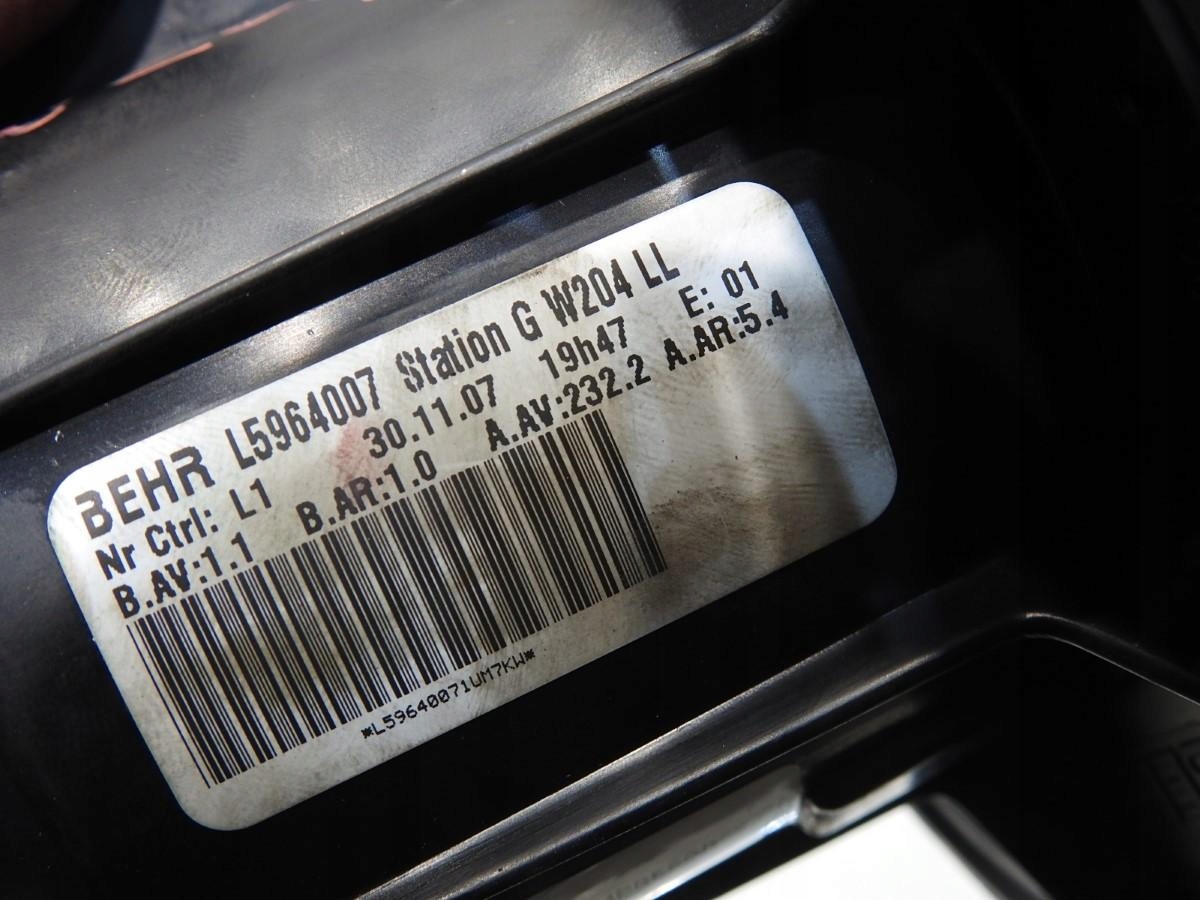 BEHR L5964007 Station G W204 LL
Nr Ctrl: L1 30.11.07 19h47 E: 01
B.AV:1.1 B.AR:1.0 A.AV:232.2 A.AR:5.4
*L59640071UM7KW*